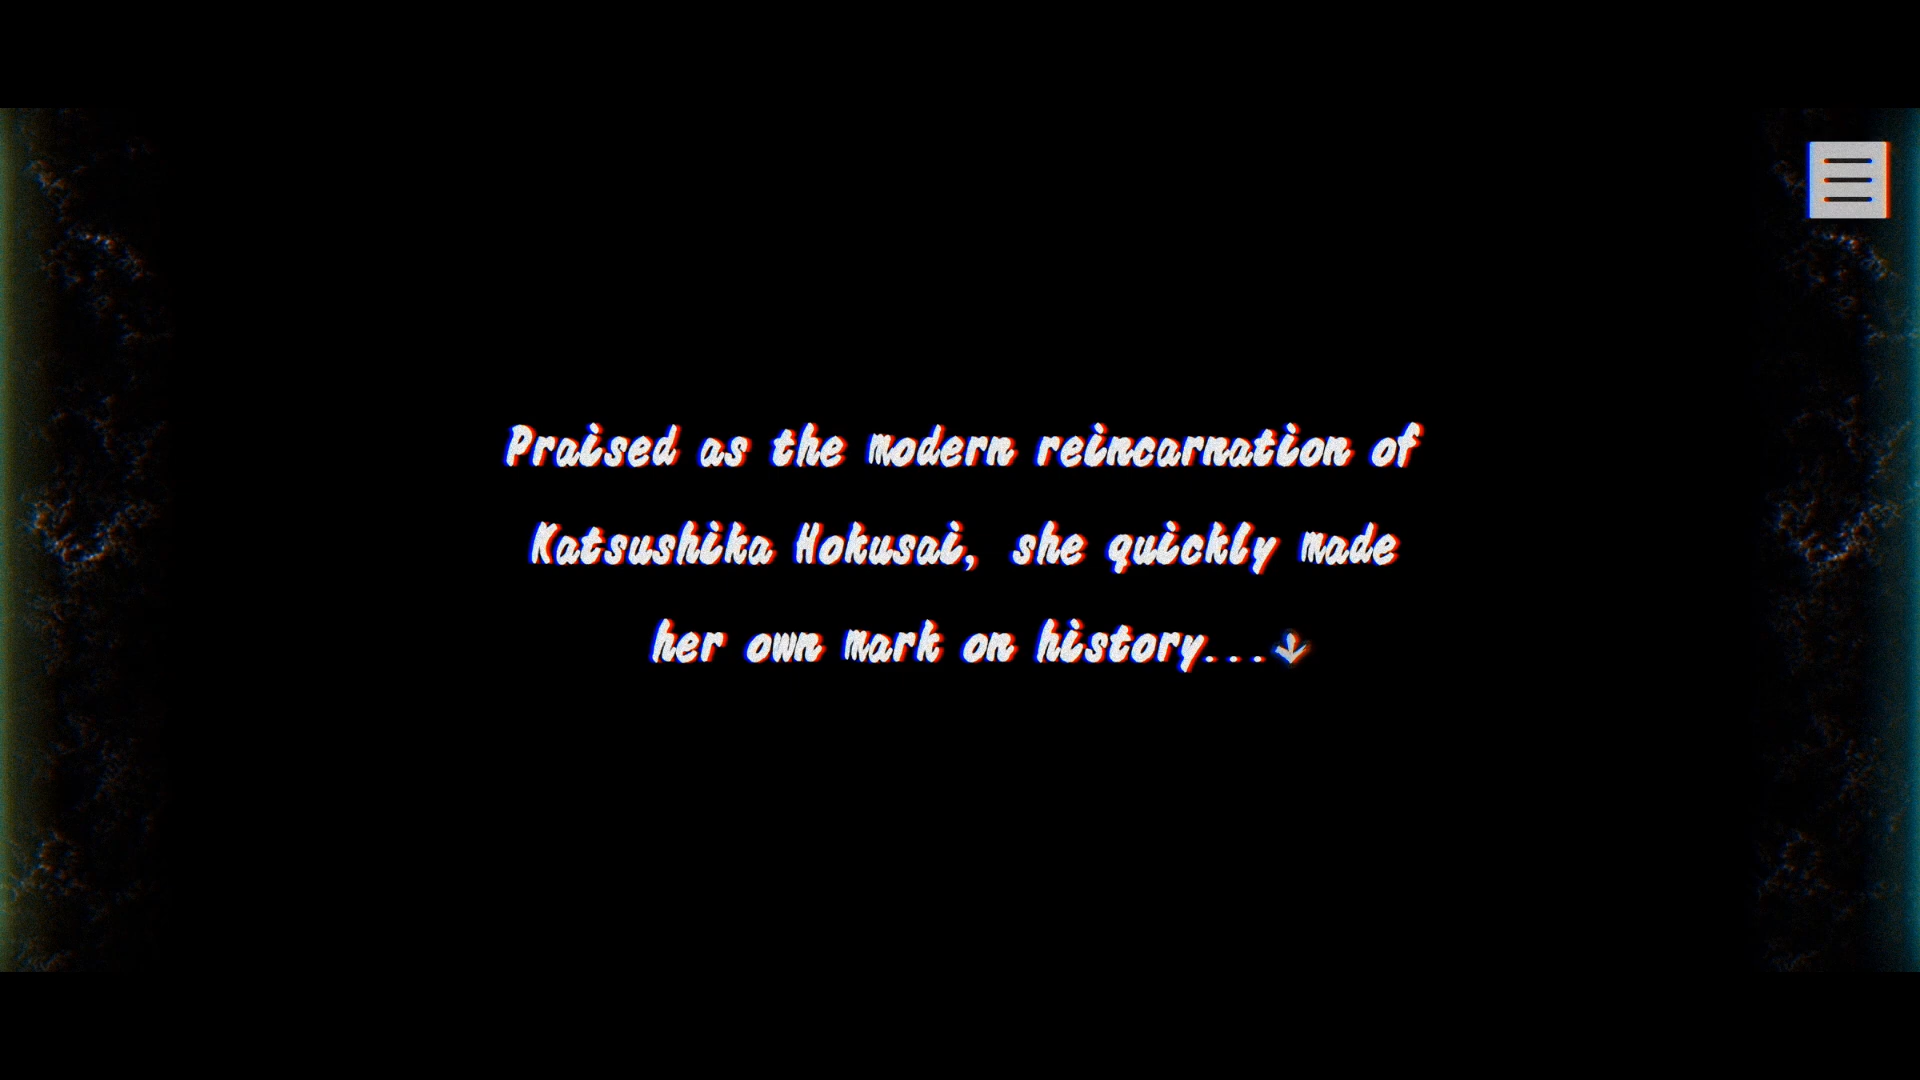 Praised as the modern reincarnation of
Katsushika Hokusai, she quickly made
her own mark on history...